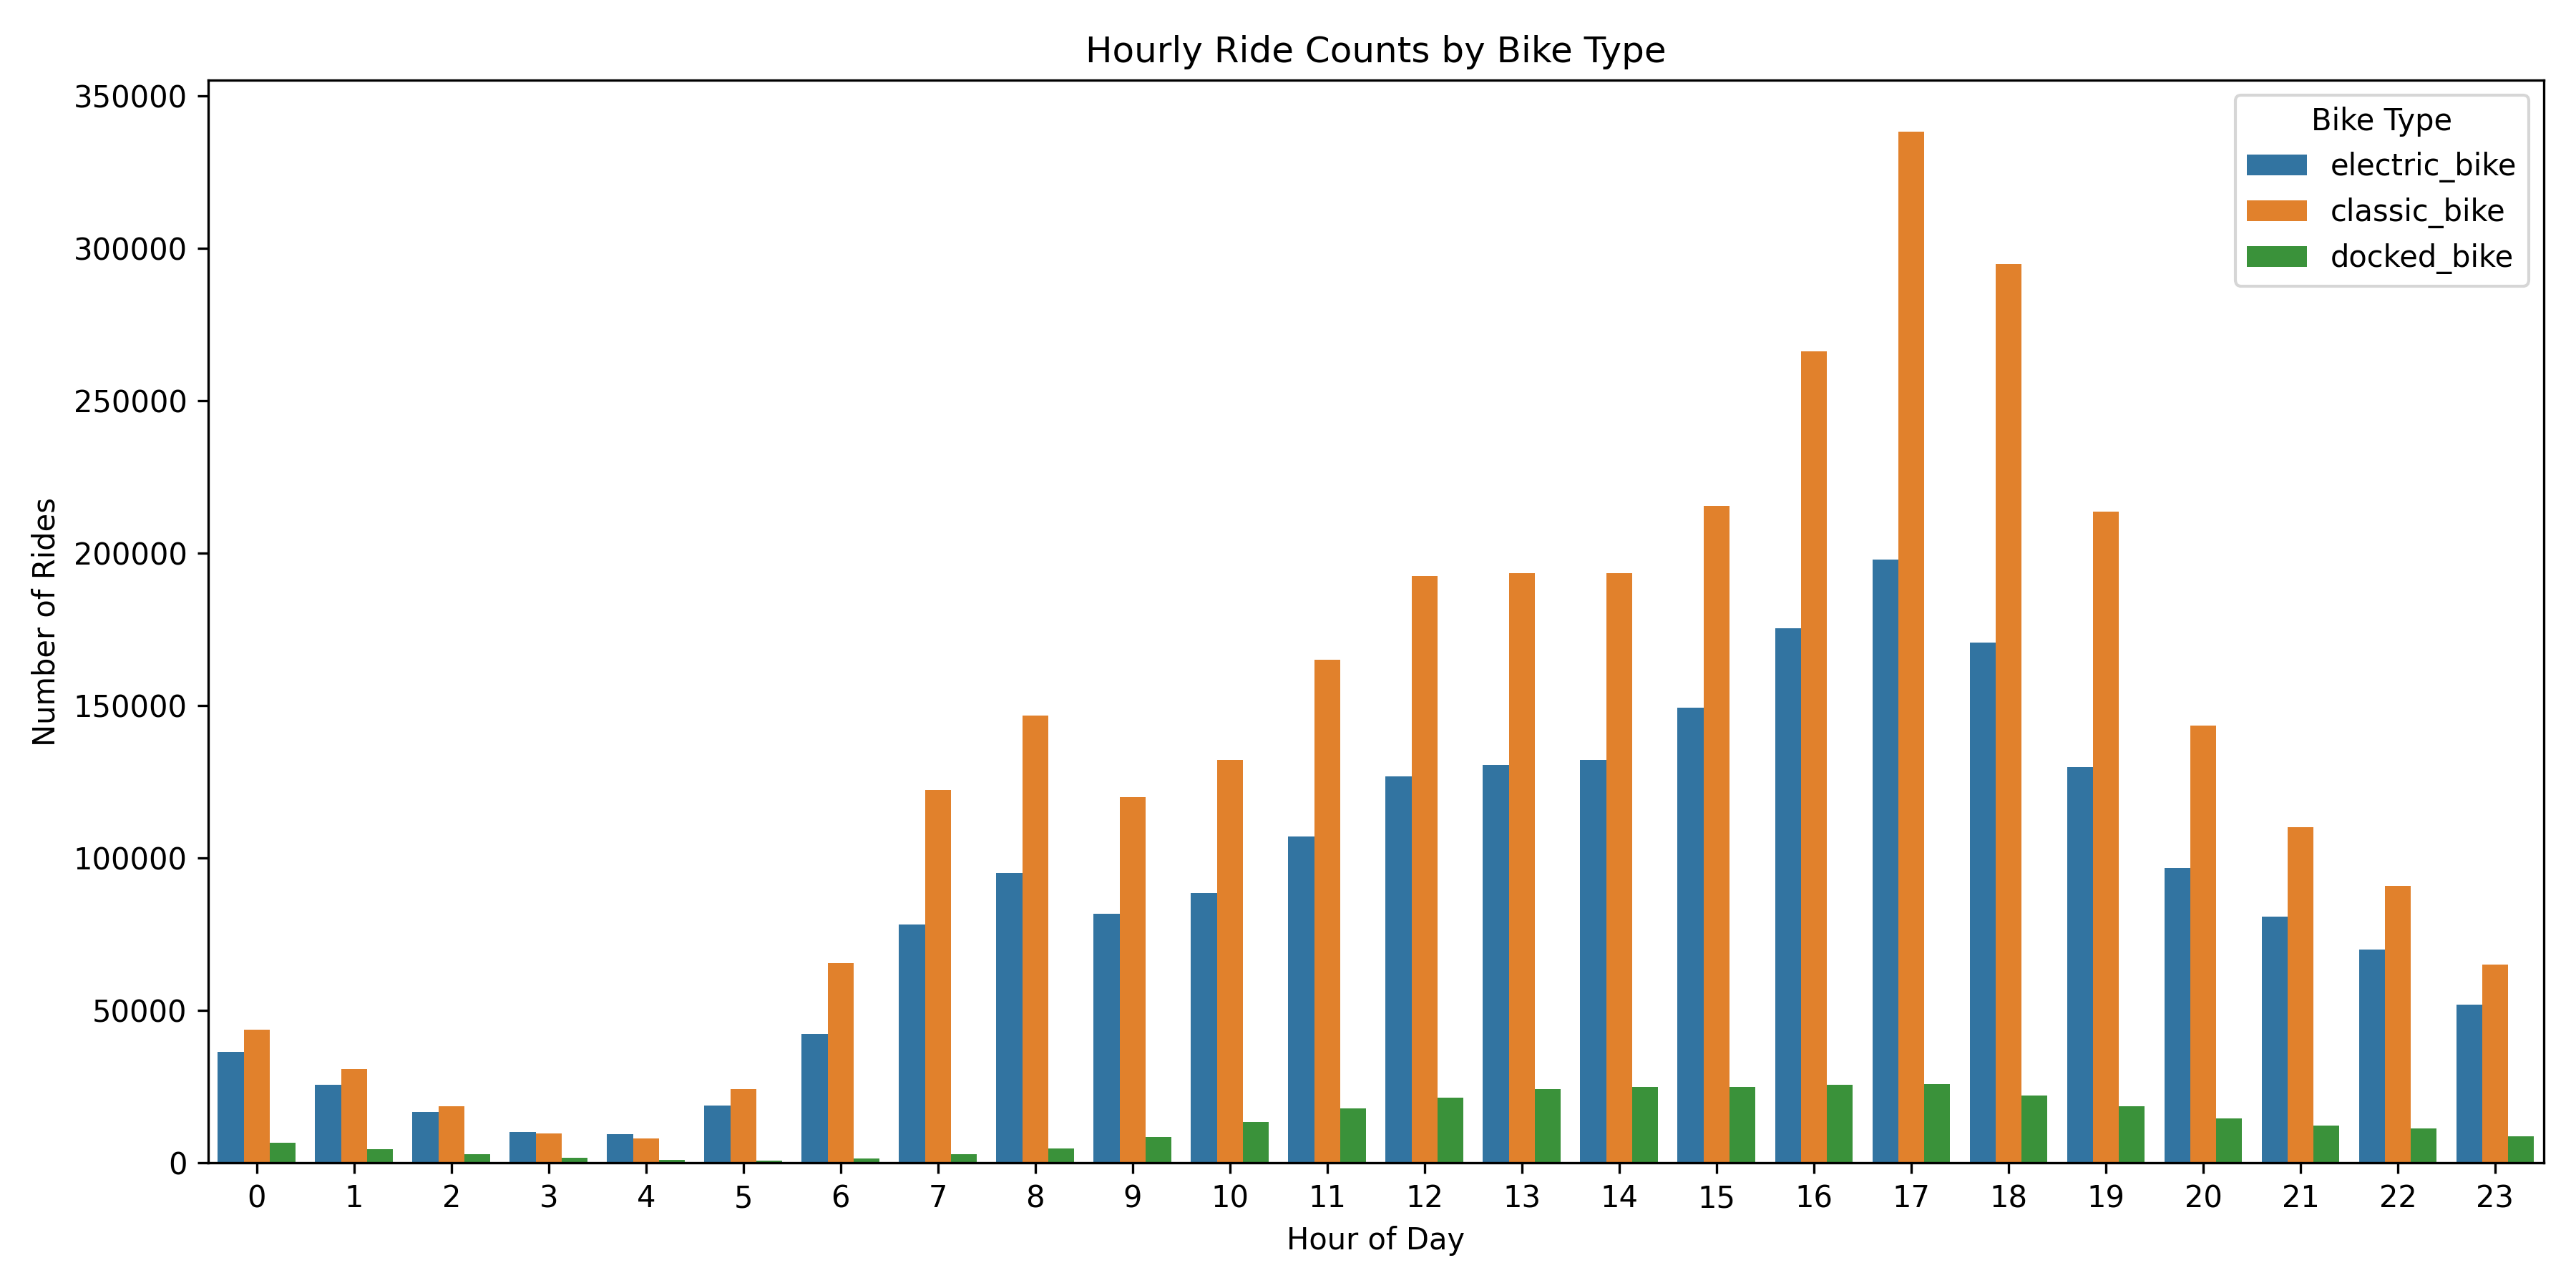 Hourly Ride Counts by Bike Type
350000
300000
250000
200000
150000
100000
50000
0
Number of Rides
Bike Type
electric_bike
classic_bike
docked_bike
0 1 2 3 4 5 6 7 8 9 10 11 12 13 14 15 16 17 18 19 20 21 22 23
Hour of Day